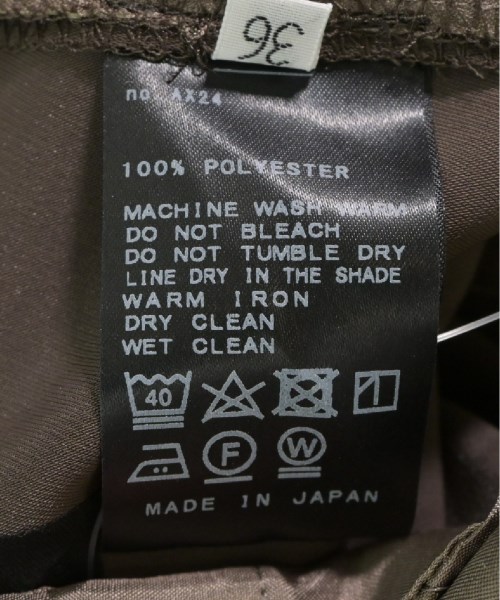 36
no. AX24
100% POLYESTER
MACHINE WASH WARM
DO NOT BLEACH
DO NOT TUMBLE DRY
LINE DRY IN THE SHADE
WARM IRON
DRY CLEAN
WET CLEAN
40
F W
MADE IN JAPAN